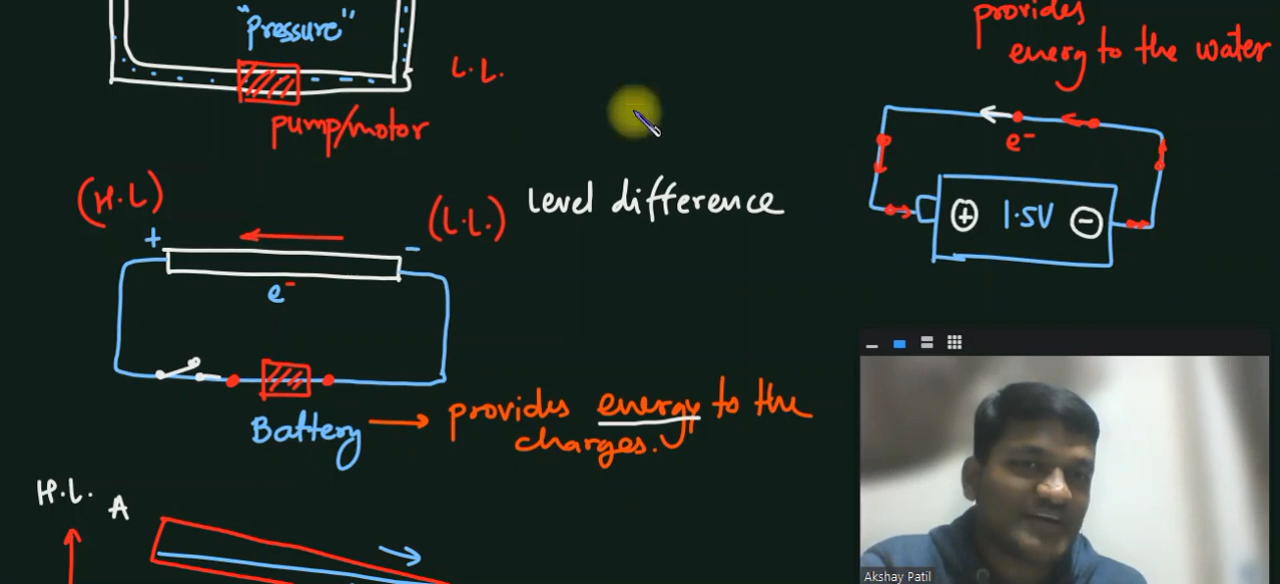 "pressure"
L.L.
pump/motor
provides
energ to the water
e-
+ 1.5V -
(H.L)
(L.L.)
level difference
+
-
e-
Battery → provides energy to the
charges.
H.L.
A
Akshay Patil